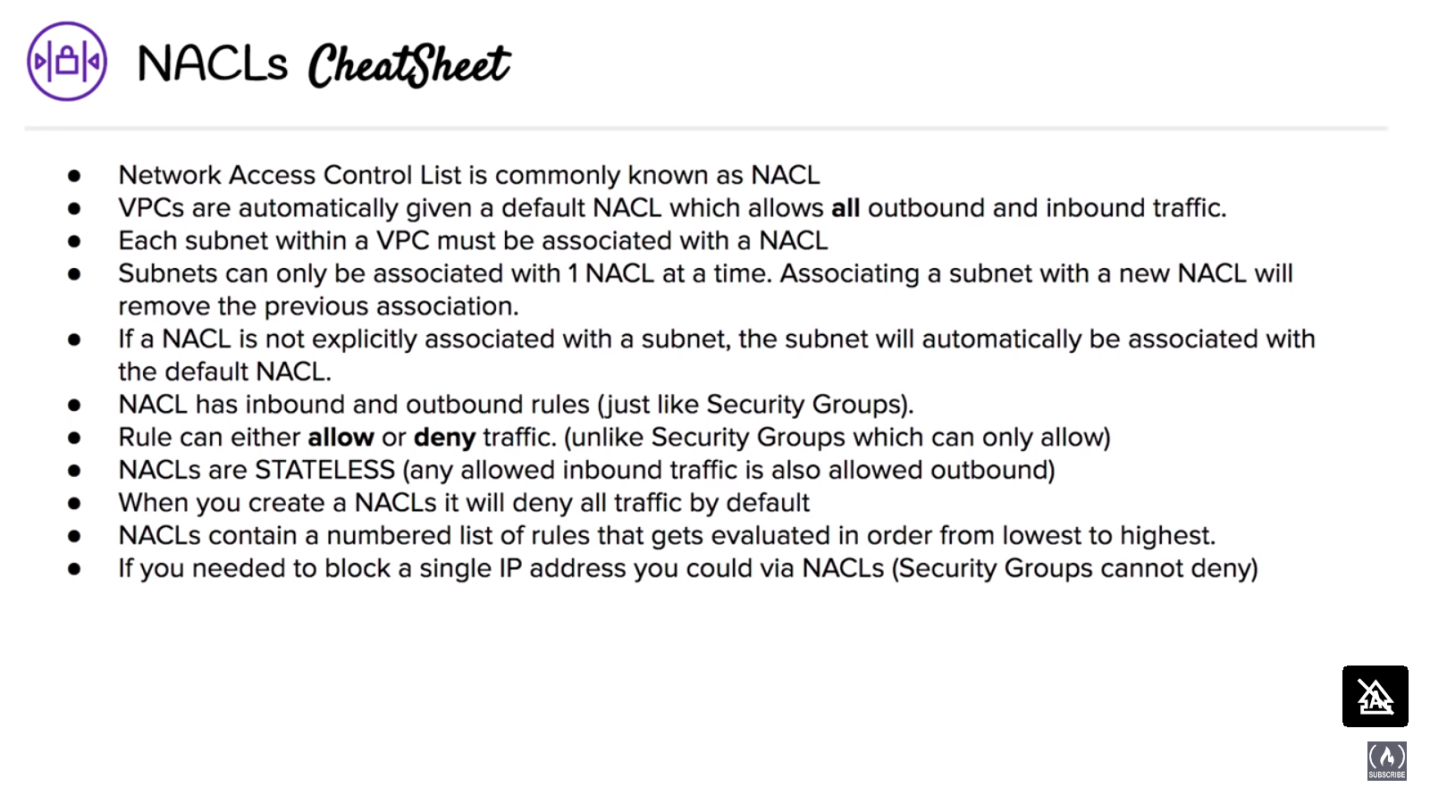 NACLs CheatSheet
● Network Access Control List is commonly known as NACL
● VPCs are automatically given a default NACL which allows all outbound and inbound traffic.
● Each subnet within a VPC must be associated with a NACL
● Subnets can only be associated with 1 NACL at a time. Associating a subnet with a new NACL will
remove the previous association.
● If a NACL is not explicitly associated with a subnet, the subnet will automatically be associated with
the default NACL.
● NACL has inbound and outbound rules (just like Security Groups).
● Rule can either allow or deny traffic. (unlike Security Groups which can only allow)
● NACLs are STATELESS (any allowed inbound traffic is also allowed outbound)
● When you create a NACLs it will deny all traffic by default
● NACLs contain a numbered list of rules that gets evaluated in order from lowest to highest.
● If you needed to block a single IP address you could via NACLs (Security Groups cannot deny)
A
SUBSCRIBE